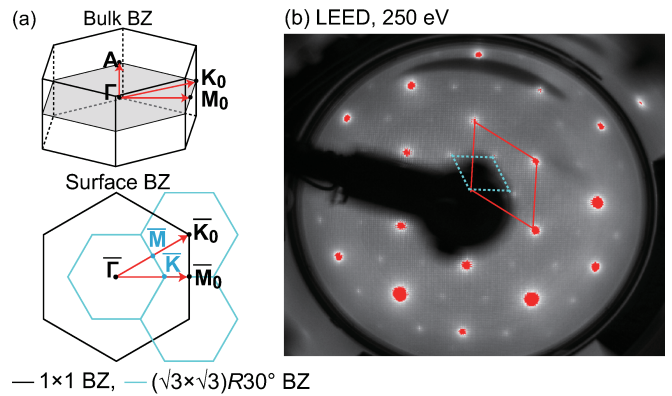 (a)
Bulk BZ
A
Γ
K₀
M₀
Surface BZ
K̅₀
M̅
Γ̅
K̅
M̅₀
— 1×1 BZ, — (√3×√3)R30° BZ
(b) LEED, 250 eV